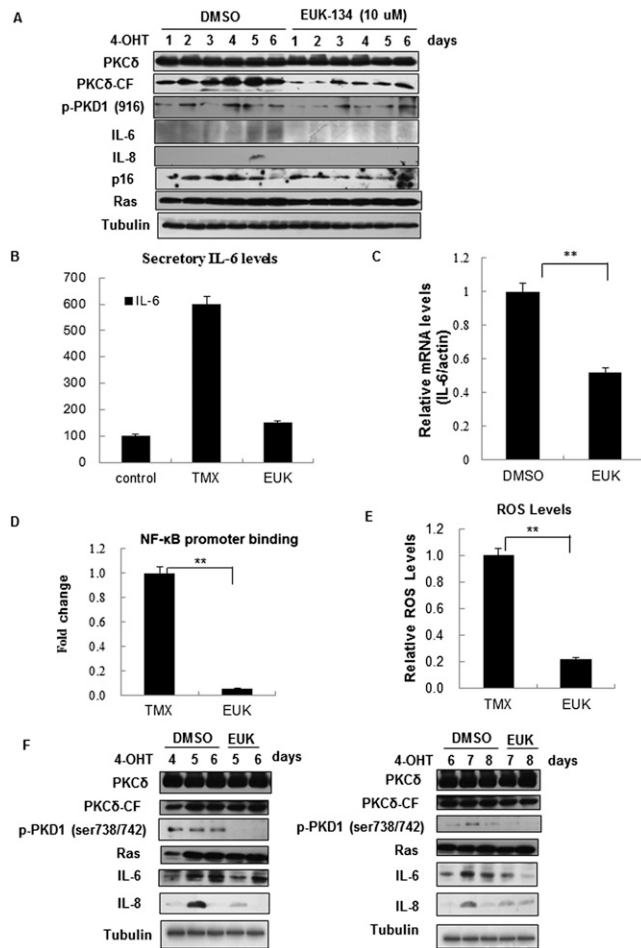 A
DMSO EUK-134 (10 uM)
4-OHT 1 2 3 4 5 6 1 2 3 4 5 6 days
PKCδ
PKCδ-CF
p-PKD1 (916)
IL-6
IL-8
p16
Ras
Tubulin
B
Secretory IL-6 levels
IL-6
700
600
500
400
300
200
100
0
control TMX EUK
C
**
Relative mRNA levels
(IL-6/actin)
1.2
1
0.8
0.6
0.4
0.2
0
DMSO EUK
D
NF-κB promoter binding
**
Fold change
1.2
1.0
0.8
0.6
0.4
0.2
0.0
TMX EUK
E
ROS Levels
**
Relative ROS Levels
1.2
1.0
0.8
0.6
0.4
0.2
0.0
TMX EUK
F
DMSO EUK
4-OHT 4 5 6 5 6 days
PKCδ
PKCδ-CF
p-PKD1 (ser738/742)
Ras
IL-6
IL-8
Tubulin
DMSO EUK
4-OHT 6 7 8 7 8 days
PKCδ
PKCδ-CF
p-PKD1 (ser738/742)
Ras
IL-6
IL-8
Tubulin